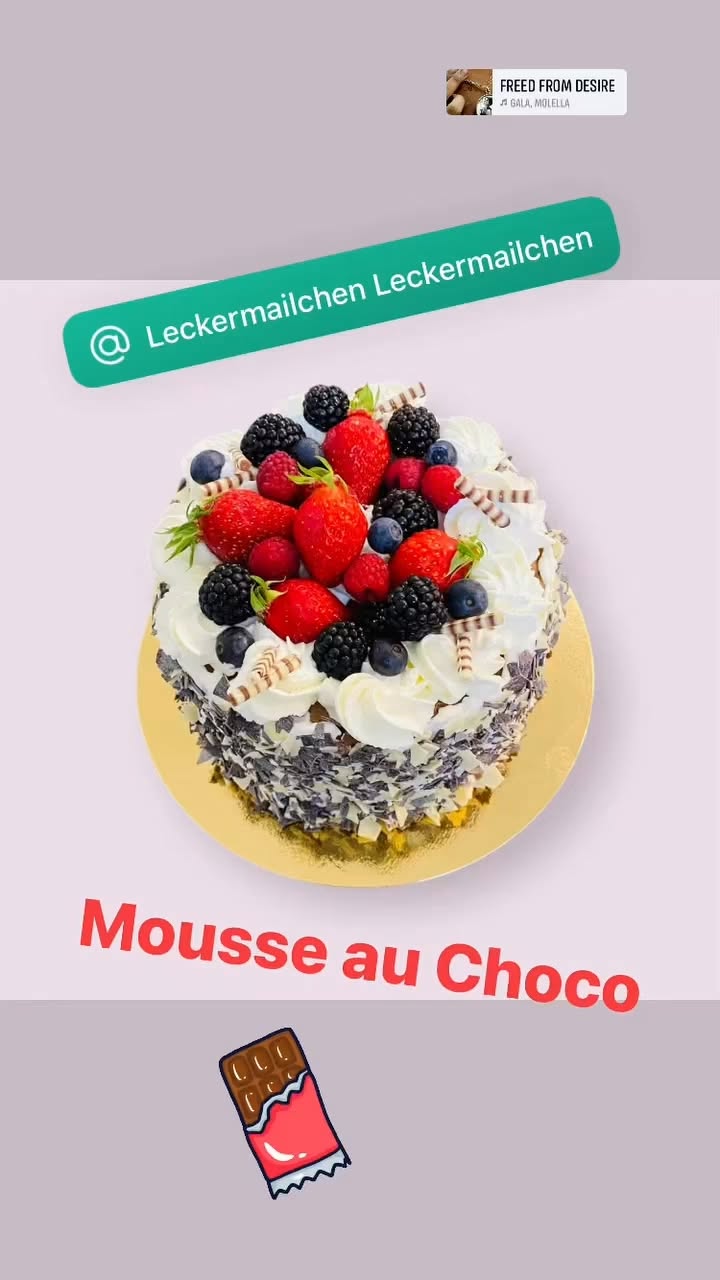 FREED FROM DESIRE
GALA, MOLELLA
@ Leckermailchen Leckermailchen
Mousse au Choco